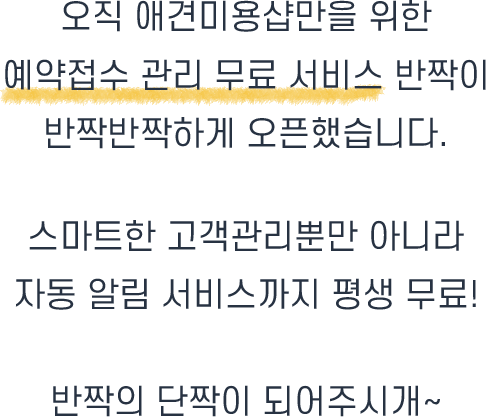 오직 애견미용샵만을 위한
예약접수 관리 무료 서비스 반짝이
반짝반짝하게 오픈했습니다.
스마트한 고객관리뿐만 아니라
자동 알림 서비스까지 평생 무료!
반짝의 단짝이 되어주시개~